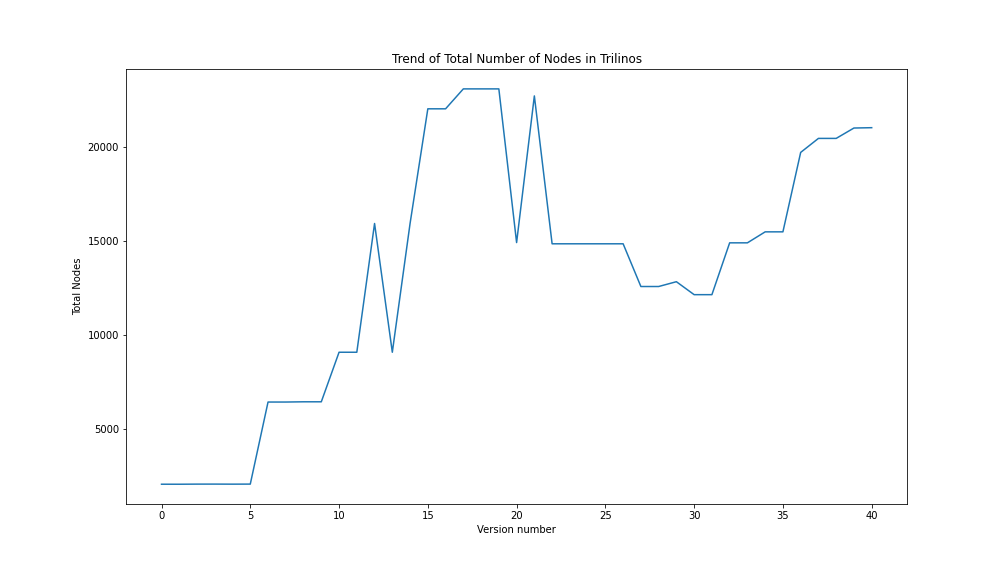 Trend of Total Number of Nodes in Trilinos
Total Nodes
20000
15000
10000
5000
0 5 10 15 20 25 30 35 40
Version number